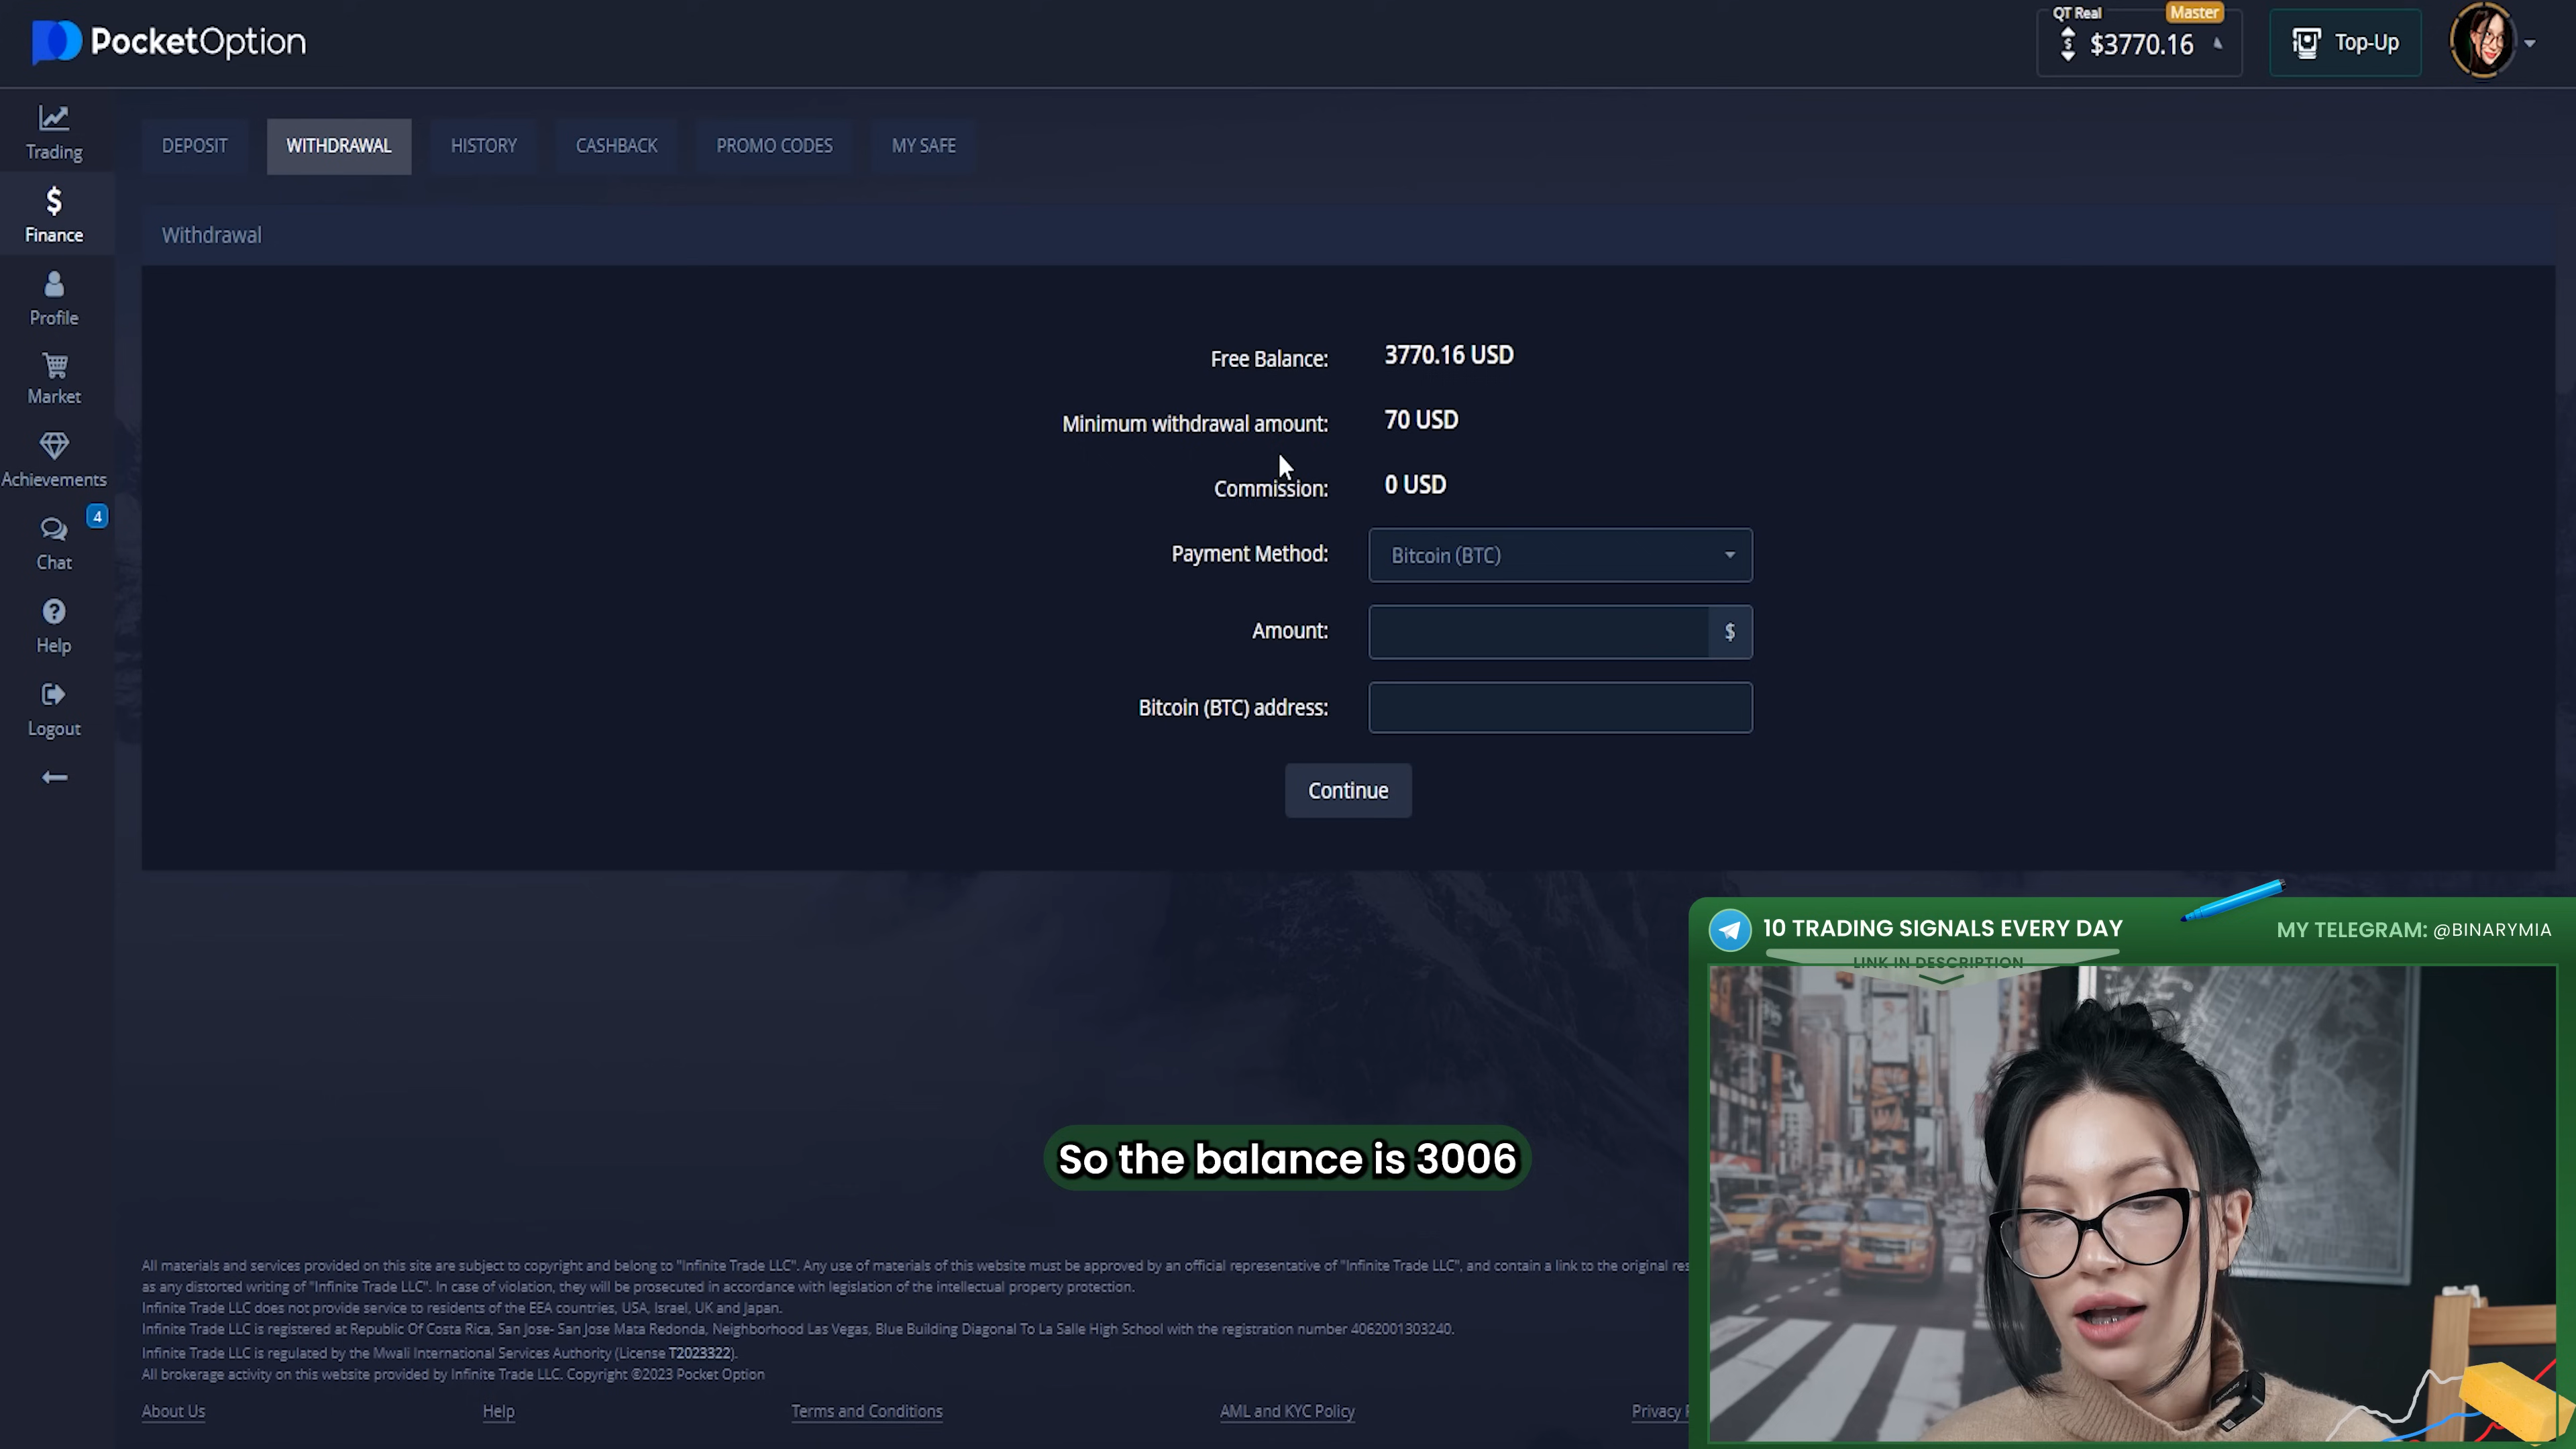 PocketOption
QT Real
Master
$3770.16
Top-Up
Trading
Finance
Profile
Market
Achievements
4
Chat
Help
Logout
DEPOSIT
WITHDRAWAL
HISTORY
CASHBACK
PROMO CODES
MY SAFE
Withdrawal
Free Balance: 3770.16 USD
Minimum withdrawal amount: 70 USD
Commission: 0 USD
Payment Method: Bitcoin (BTC)
Amount: $
Bitcoin (BTC) address:
Continue
10 TRADING SIGNALS EVERY DAY
MY TELEGRAM: @BINARYMIA
LINK IN DESCRIPTION
So the balance is 3006
All materials and services provided on this site are subject to copyright and belong to "Infinite Trade LLC". Any use of materials of this website must be approved by an official representative of "Infinite Trade LLC", and contain a link to the original
as any distorted writing of "Infinite Trade LLC". In case of violation, they will be prosecuted in accordance with legislation of the intellectual property protection.
Infinite Trade LLC does not provide service to residents of the EEA countries, USA, Israel, UK and Japan.
Infinite Trade LLC is registered at Republic Of Costa Rica, San Jose- San Jose Mata Redonda, Neighborhood Las Vegas, Blue Building Diagonal To La Salle High School with the registration number 4062001303240.
Infinite Trade LLC is regulated by the Mwali International Services Authority (License T2023322).
All brokerage activity on this website provided by Infinite Trade LLC. Copyright ©2023 Pocket Option
About Us
Help
Terms and Conditions
AML and KYC Policy
Privacy